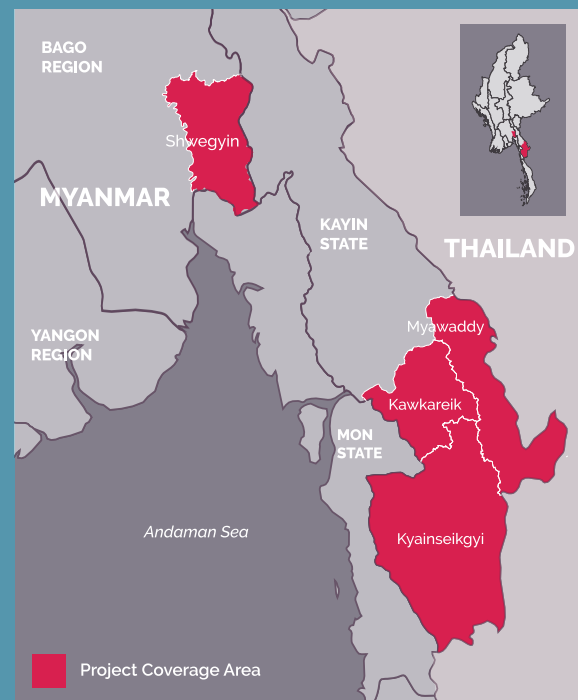 BAGO
REGION
Shwegyin
MYANMAR
KAYIN
STATE
THAILAND
Myawaddy
YANGON
REGION
Kawkareik
MON
STATE
Andaman Sea
Kyainseikgyi
Project Coverage Area